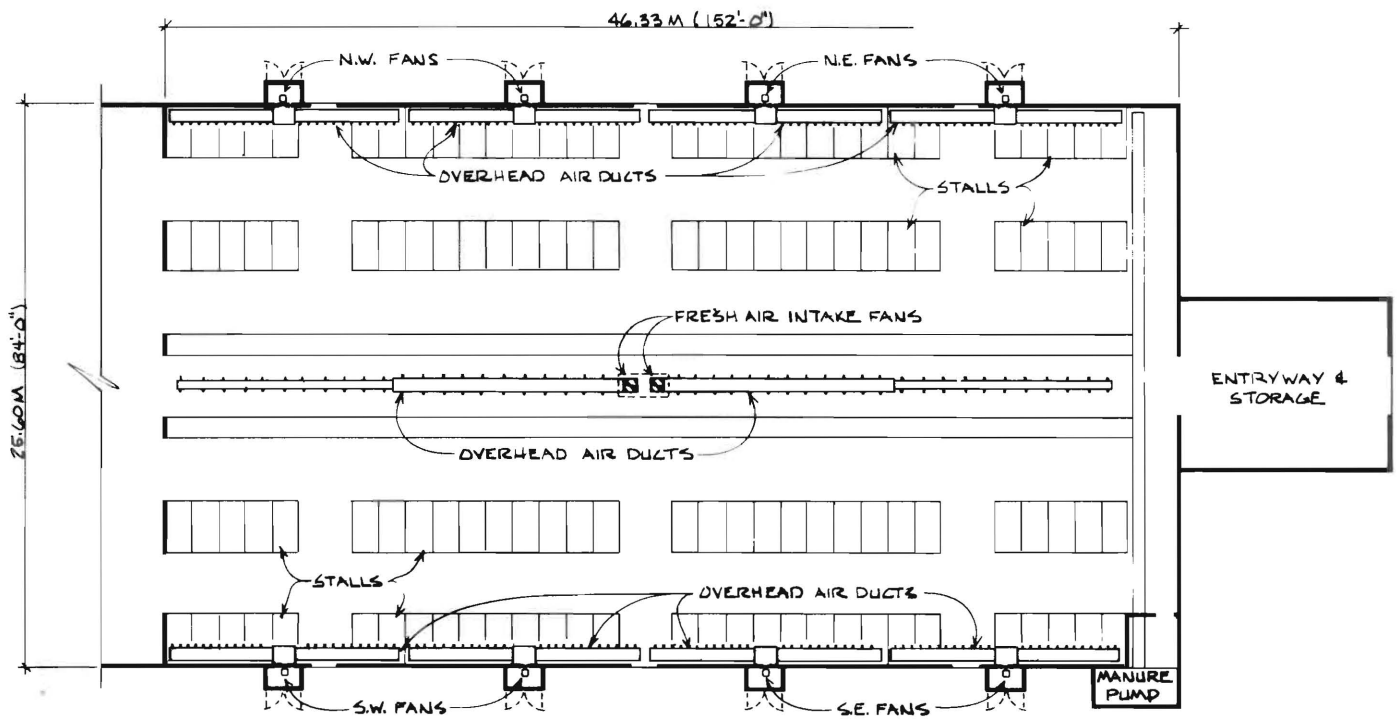 46.33 M (152'-0")
N.W. FANS
N.E. FANS
OVERHEAD AIR DUCTS
STALLS
25.60M (84'-0")
FRESH AIR INTAKE FANS
ENTRYWAY &
STORAGE
OVERHEAD AIR DUCTS
STALLS
OVERHEAD AIR DUCTS
MANURE
PUMP
S.W. FANS
S.E. FANS